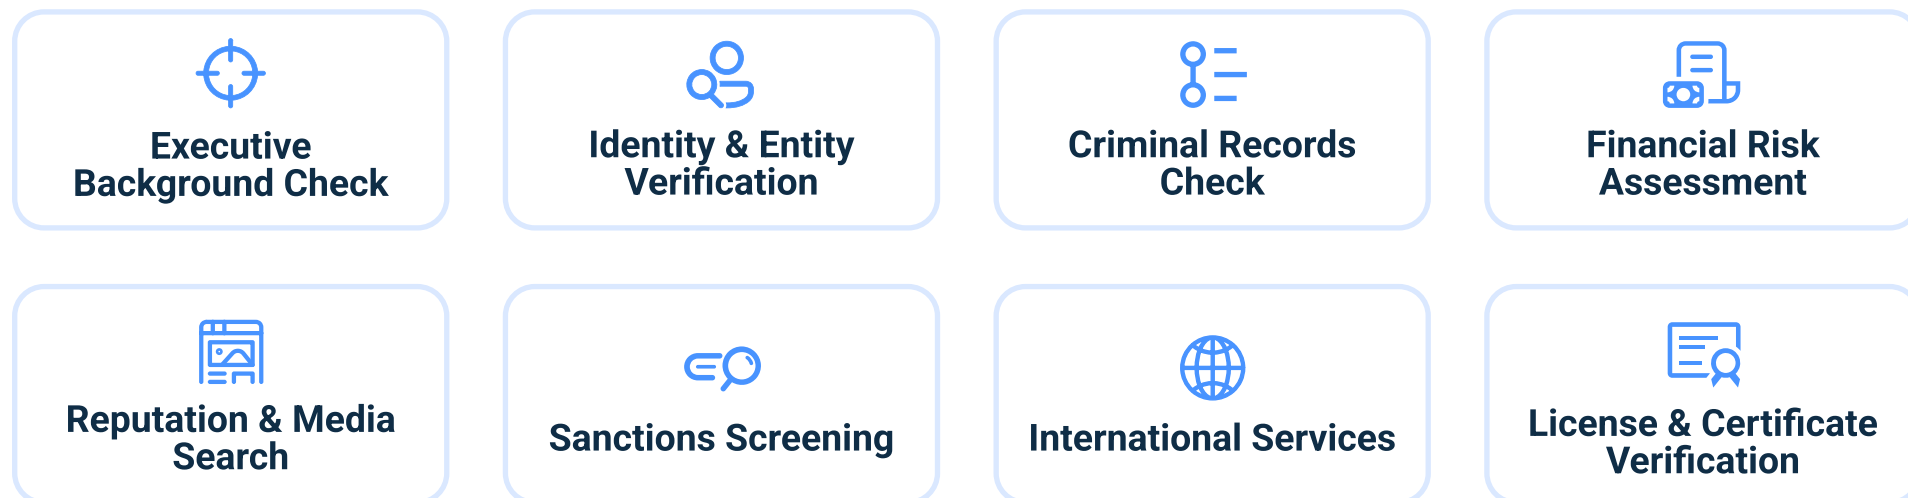 Executive
Background Check
Identity & Entity
Verification
Criminal Records
Check
Financial Risk
Assessment
Reputation & Media
Search
Sanctions Screening
International Services
License & Certificate
Verification